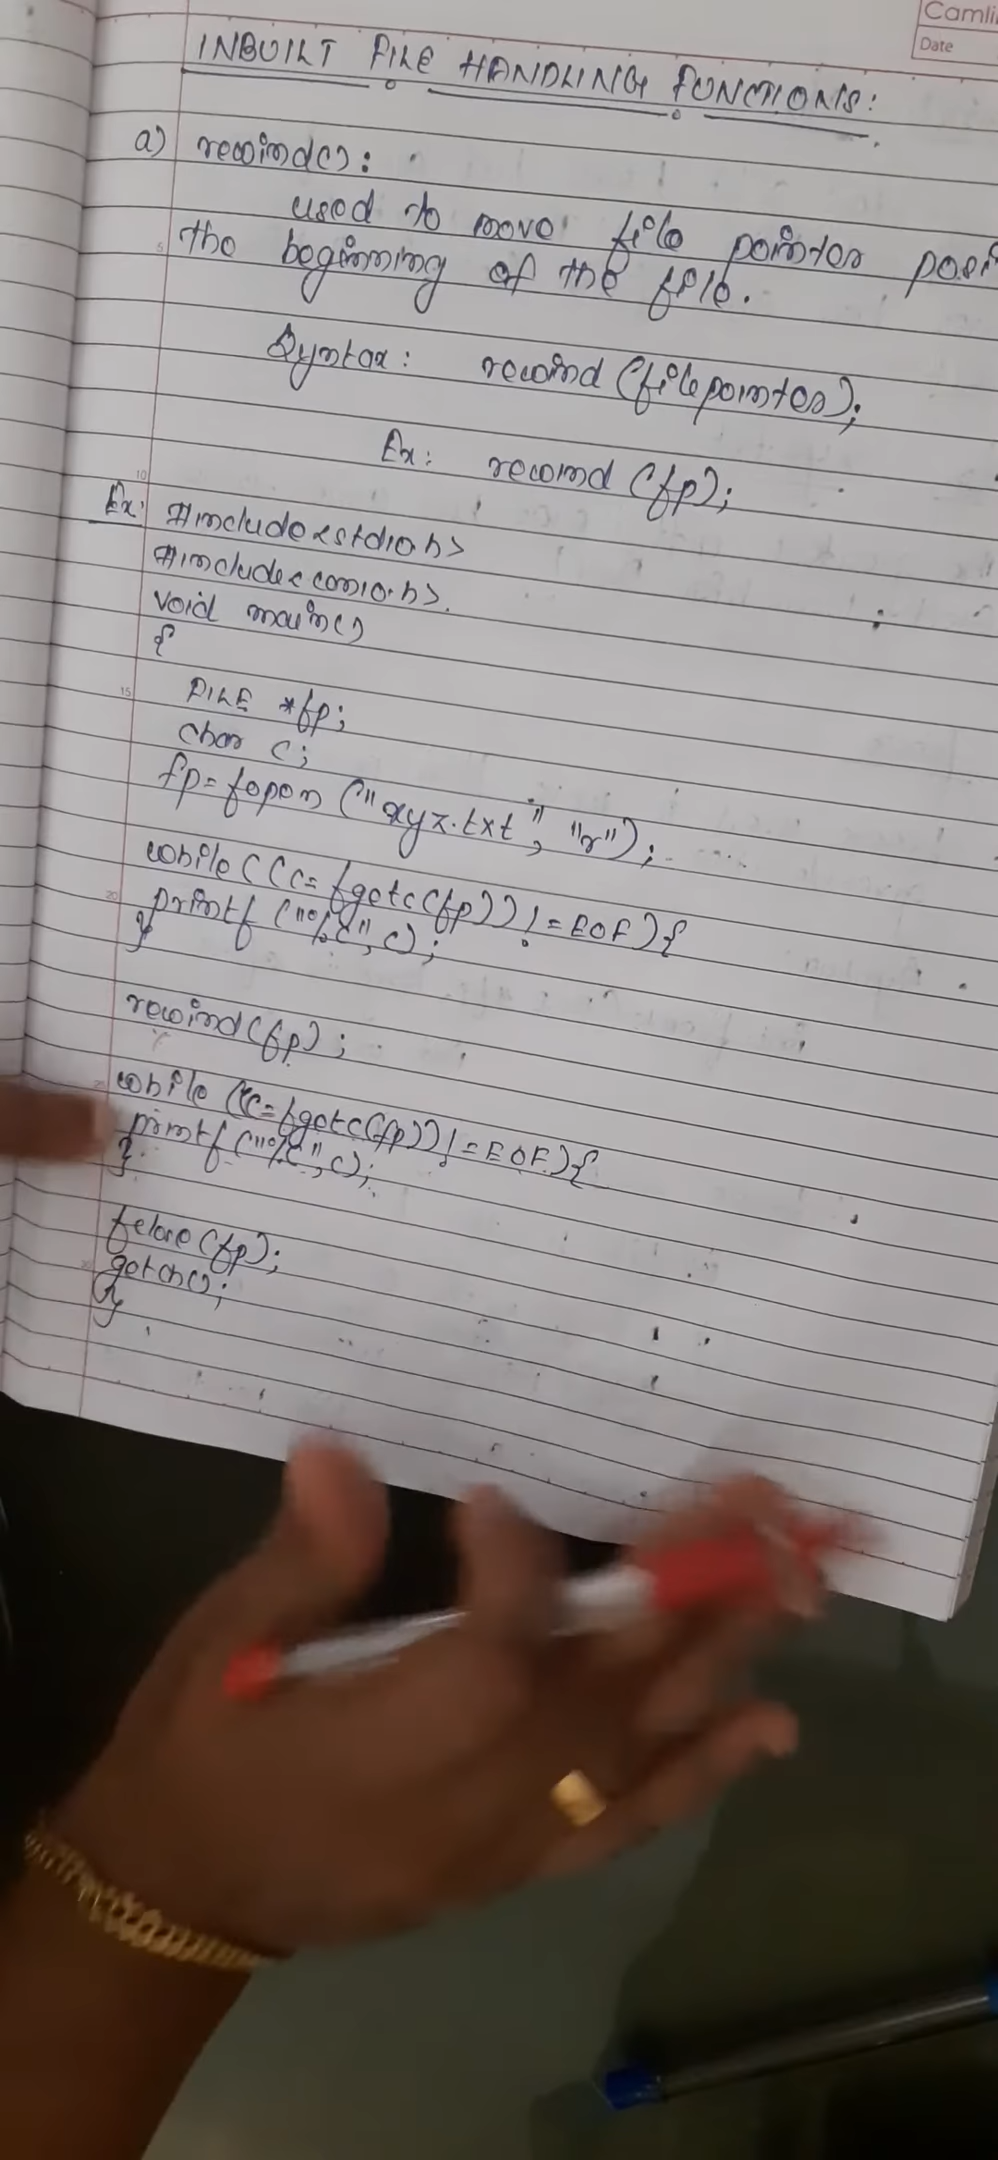 Camli
Date
INBUILT FILE HANDLING FUNCTIONS:
a) rewind():
used to move file pointer posi
the beginning of the file.
Syntax: rewind (filepointer);
Ex: rewind (fp);
Ex: #include<stdio.h>
#include<conio.h>
void main()
{
FILE *fp;
char c;
fp=fopen ("xyz.txt", "r");
while ((c=fgetc(fp))!=EOF){
printf ("%c",c);
}
rewind(fp);
while ((c=fgetc(fp))!=EOF){
printf("%c",c);
}
fclose(fp);
getch();
}